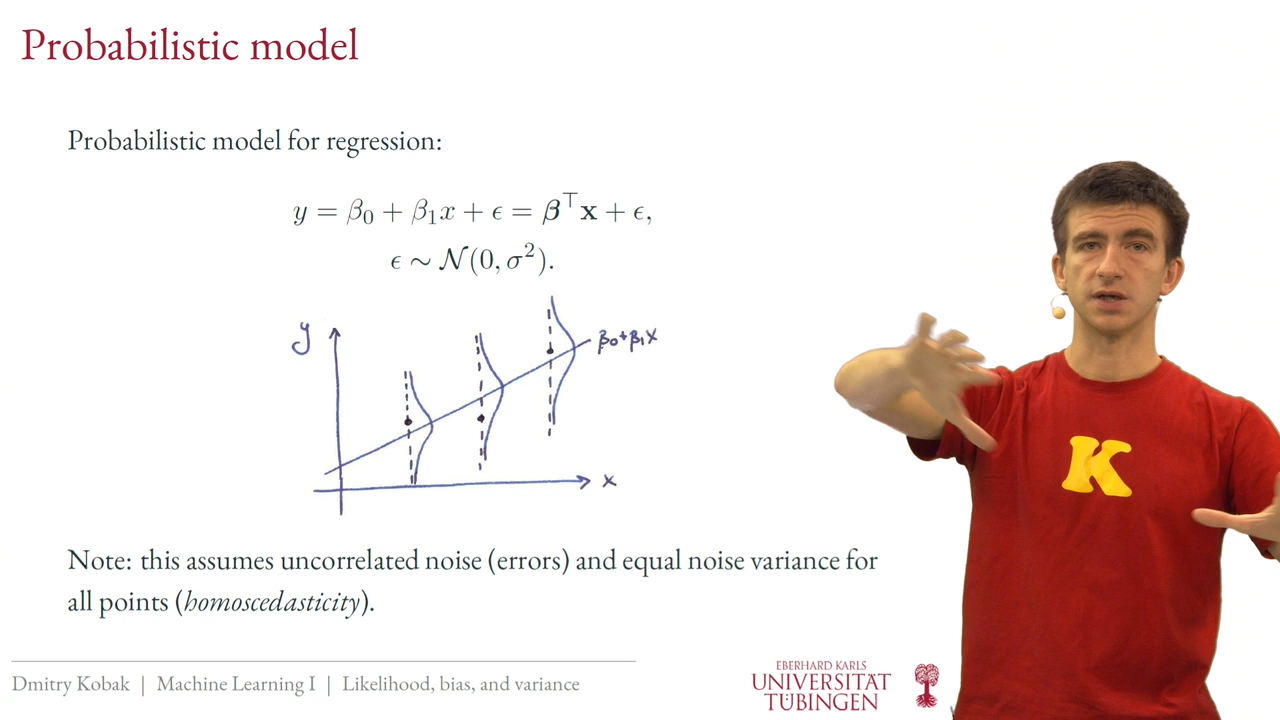 Probabilistic model
Probabilistic model for regression:
y = β₀ + β₁x + ϵ = β⊤x + ϵ,
ϵ ∼ 𝒩(0, σ²).
y
β₀+β₁x
x
K
Note: this assumes uncorrelated noise (errors) and equal noise variance for
all points (homoscedasticity).
Dmitry Kobak | Machine Learning I | Likelihood, bias, and variance
EBERHARD KARLS
UNIVERSITÄT
TÜBINGEN